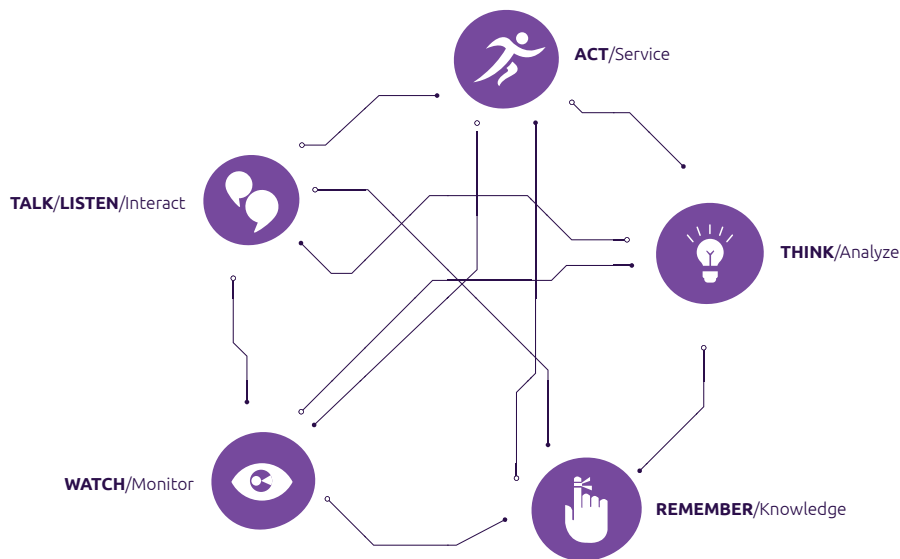 ACT/Service
TALK/LISTEN/Interact
THINK/Analyze
WATCH/Monitor
REMEMBER/Knowledge